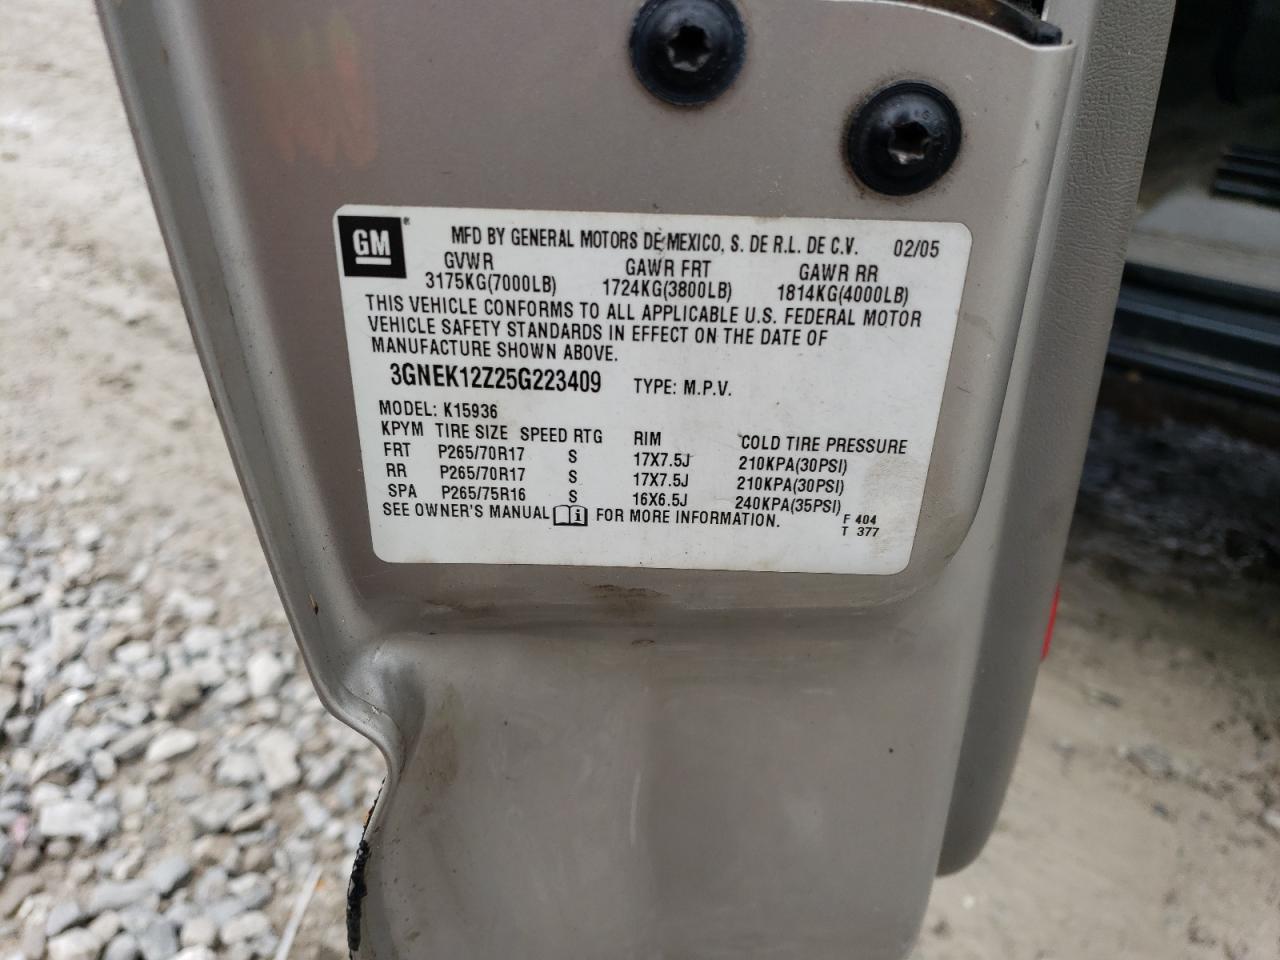 GM® MFD BY GENERAL MOTORS DE MEXICO, S. DE R.L. DE C.V. 02/05
GVWR GAWR FRT GAWR RR
3175KG(7000LB) 1724KG(3800LB) 1814KG(4000LB)
THIS VEHICLE CONFORMS TO ALL APPLICABLE U.S. FEDERAL MOTOR
VEHICLE SAFETY STANDARDS IN EFFECT ON THE DATE OF
MANUFACTURE SHOWN ABOVE.
3GNEK12Z25G223409 TYPE: M.P.V.
MODEL: K15936
KPYM TIRE SIZE SPEED RTG RIM COLD TIRE PRESSURE
FRT P265/70R17 S 17X7.5J 210KPA(30PSI)
RR P265/70R17 S 17X7.5J 210KPA(30PSI)
SPA P265/75R16 S 16X6.5J 240KPA(35PSI)
SEE OWNER'S MANUAL i FOR MORE INFORMATION. F 404
T 377